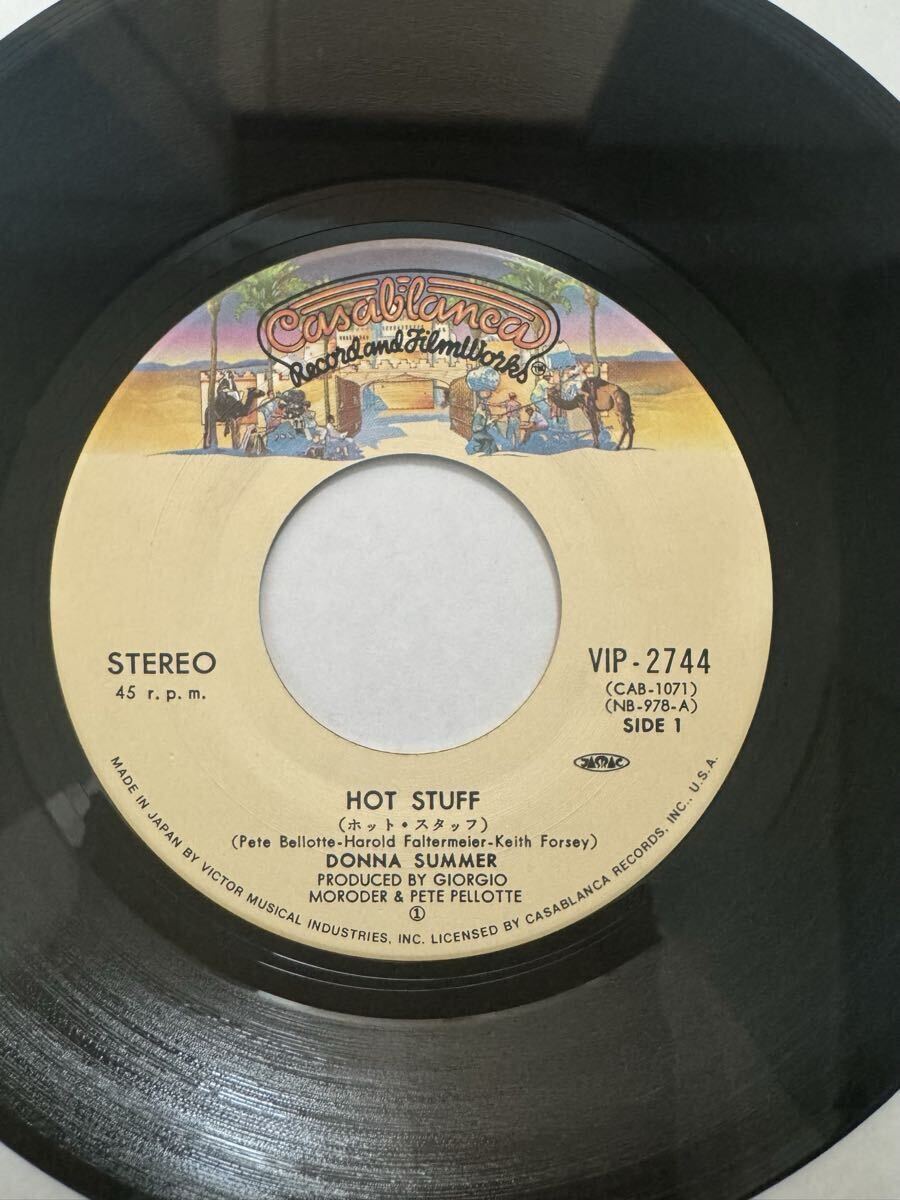 Casablanca
Record and FilmWorks TM
STEREO
45 r.p.m.
VIP-2744
(CAB-1071)
(NB-978-A)
SIDE 1
JASRAC
HOT STUFF
(ホット・スタッフ)
(Pete Bellotte-Harold Faltermeier-Keith Forsey)
DONNA SUMMER
PRODUCED BY GIORGIO
MORODER & PETE PELLOTTE
①
MADE IN JAPAN BY VICTOR MUSICAL INDUSTRIES, INC. LICENSED BY CASABLANCA RECORDS, INC., U.S.A.